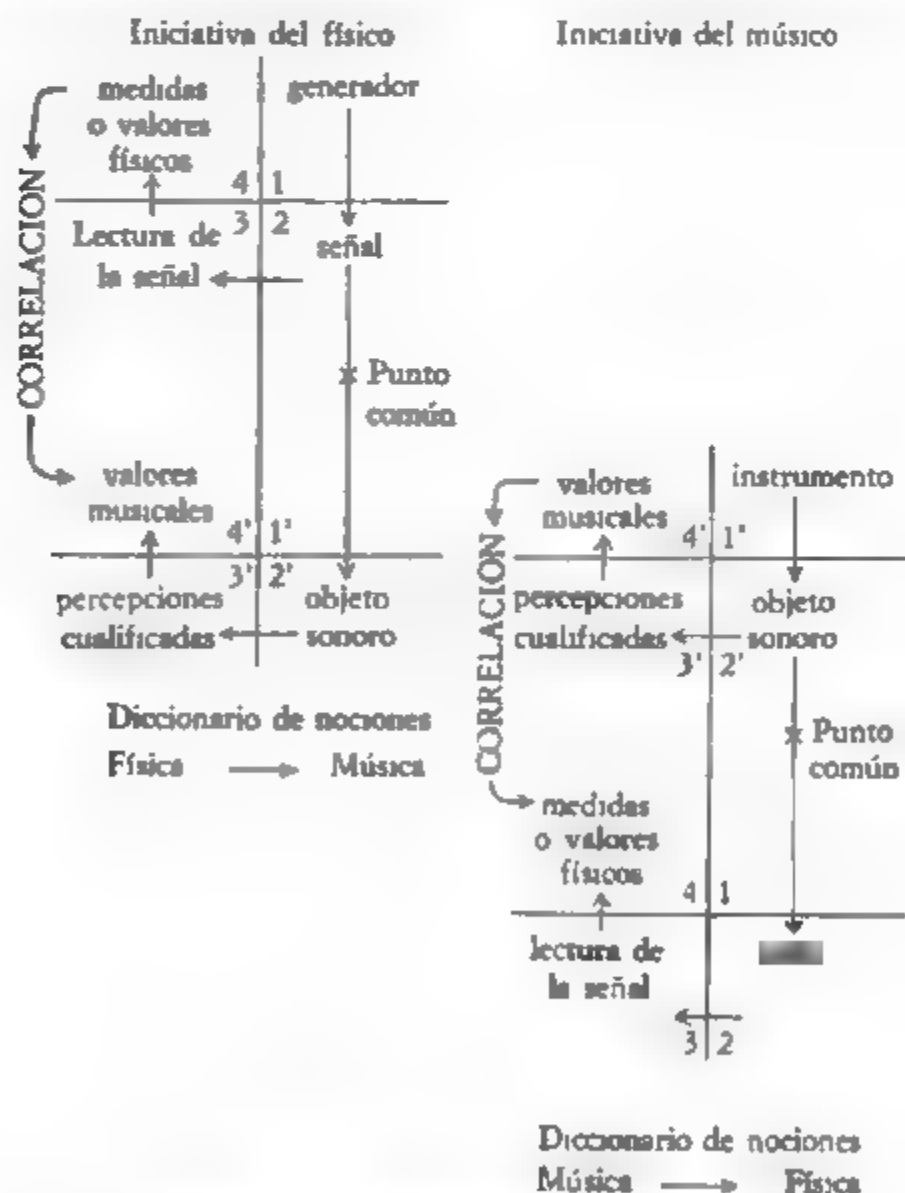 Iniciativa del físico
medidas
o valores
físicos
generador
4 1
3 2
Lectura de
la señal
señal
CORRELACION
Punto
común
valores
musicales
4' 1'
3' 2'
percepciones
cualificadas
objeto
sonoro
Diccionario de nociones
Física → Música
Iniciativa del músico
valores
musicales
instrumento
4' 1'
percepciones
cualificadas
objeto
sonoro
3' 2'
CORRELACION
Punto
común
medidas
o valores
físicos
4 1
lectura de
la señal
3 2
Diccionario de nociones
Música → Física